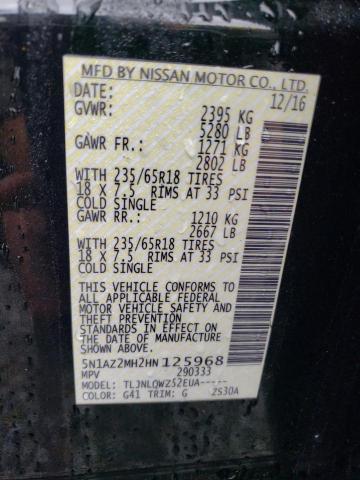 MFD BY NISSAN MOTOR CO., LTD.
DATE: 12/16
GVWR: 2395 KG
5280 LB
GAWR FR: 1271 KG
2802 LB
WITH 235/65R18 TIRES
18 X 7.5 RIMS AT 33 PSI
COLD SINGLE
GAWR RR: 1210 KG
2667 LB
WITH 235/65R18 TIRES
18 X 7.5 RIMS AT 33 PSI
COLD SINGLE
THIS VEHICLE CONFORMS TO
ALL APPLICABLE FEDERAL
MOTOR VEHICLE SAFETY AND
THEFT PREVENTION
STANDARDS IN EFFECT ON
THE DATE OF MANUFACTURE
SHOWN ABOVE
5N1AZ2MH2HN125968
MPV 290333
MODEL: TLJNLQWZ52EUA-----
COLOR: G41 TRIM: G 2530A